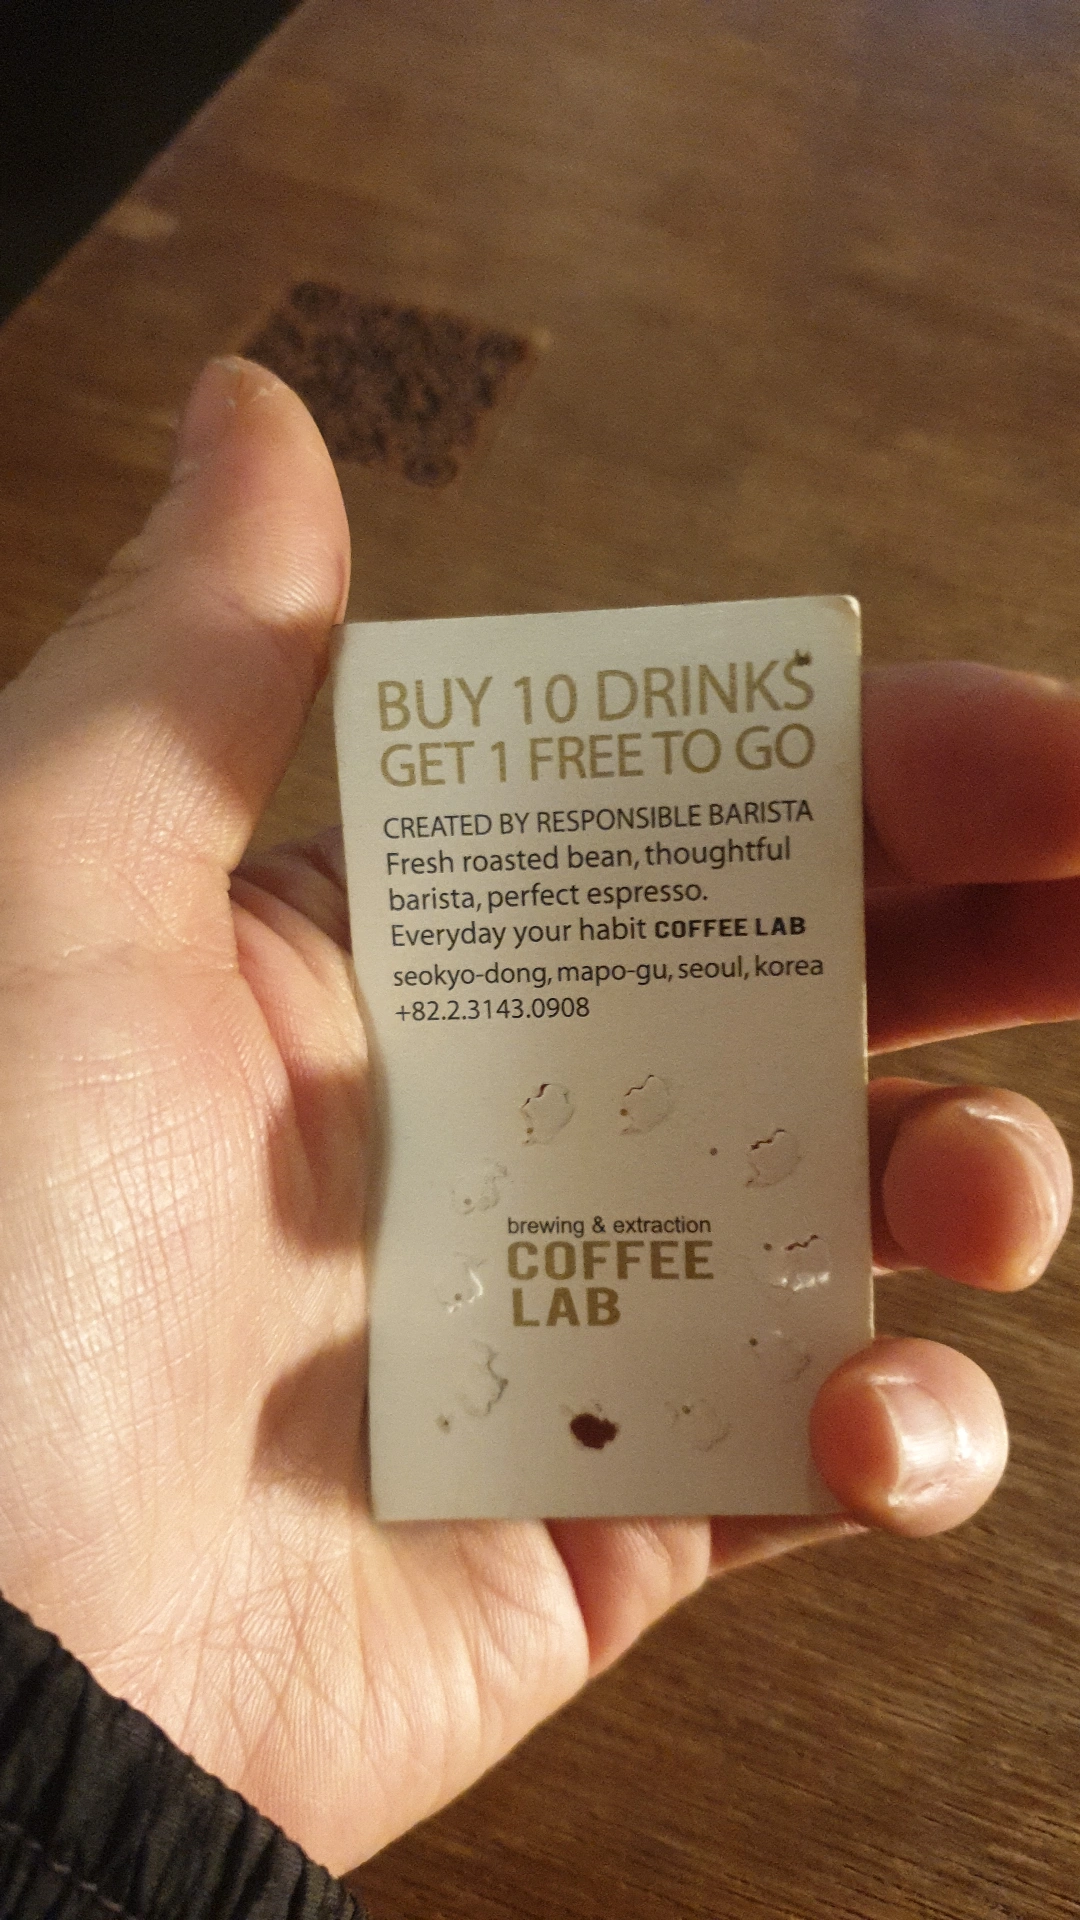 BUY 10 DRINKS
GET 1 FREE TO GO
CREATED BY RESPONSIBLE BARISTA
Fresh roasted bean, thoughtful
barista, perfect espresso.
Everyday your habit COFFEE LAB
seokyo-dong, mapo-gu, seoul, korea
+82.2.3143.0908
brewing & extraction
COFFEE
LAB